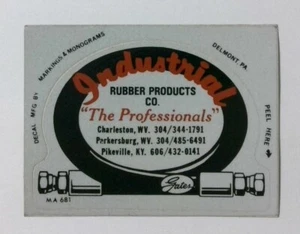 DECAL MFG BY MARKINGS & MONOGRAMS DELMONT, PA.
Industrial
RUBBER PRODUCTS
CO.
"The Professionals"
Charleston, WV. 304/344-1791
Parkersburg, WV. 304/485-6491
Pikeville, KY. 606/432-0141
PEEL HERE
Gates
MA 681